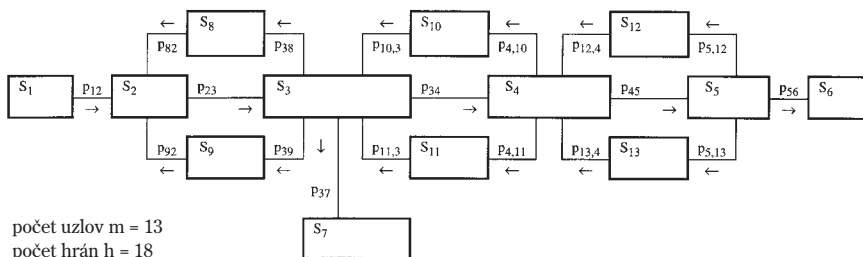 S8 S10 S12
p82 p38 p10,3 p4,10 p12,4 p5,12
S1 p12 S2 p23 S3 p34 S4 p45 S5 p56 S6
p92 S9 p39 p11,3 S11 p4,11 p13,4 S13 p5,13
p37
S7
počet uzlov m = 13
počet hrán h = 18